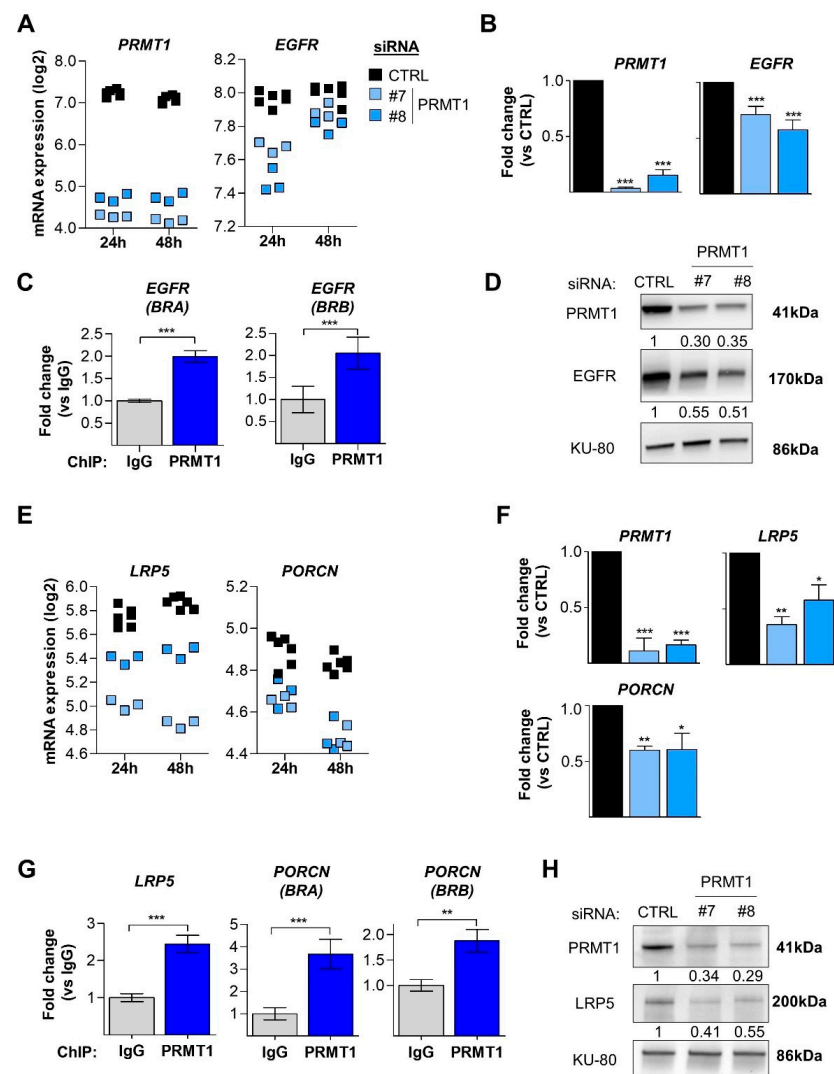 A
PRMT1
EGFR
siRNA
CTRL
#7
#8
PRMT1
mRNA expression (log2)
8.0
7.0
6.0
5.0
4.0
24h 48h
8.2
8.0
7.8
7.6
7.4
7.2
24h 48h
B
PRMT1
EGFR
Fold change
(vs CTRL)
1.0
0.5
*** ***
*** ***
C
EGFR
(BRA)
EGFR
(BRB)
Fold change
(vs IgG)
2.5
2.0
1.5
1.0
0.5
***
2.5
2.0
1.5
1.0
0.5
***
ChIP: IgG PRMT1 IgG PRMT1
D
PRMT1
siRNA: CTRL #7 #8
PRMT1 41kDa
1 0.30 0.35
EGFR 170kDa
1 0.55 0.51
KU-80 86kDa
E
LRP5
PORCN
mRNA expression (log2)
6.0
5.8
5.4
5.0
5.8
4.6
24h 48h
5.2
5.0
4.8
4.6
4.4
24h 48h
F
PRMT1
LRP5
Fold change
(vs CTRL)
1.0
0.5
*** ***
** *
PORCN
Fold change
(vs CTRL)
1.0
0.5
** *
G
LRP5
PORCN
(BRA)
PORCN
(BRB)
Fold change
(vs IgG)
3
2
1
***
5
4
3
2
1
***
2.0
1.0
**
ChIP: IgG PRMT1 IgG PRMT1 IgG PRMT1
H
PRMT1
siRNA: CTRL #7 #8
PRMT1 41kDa
1 0.34 0.29
LRP5 200kDa
1 0.41 0.55
KU-80 86kDa